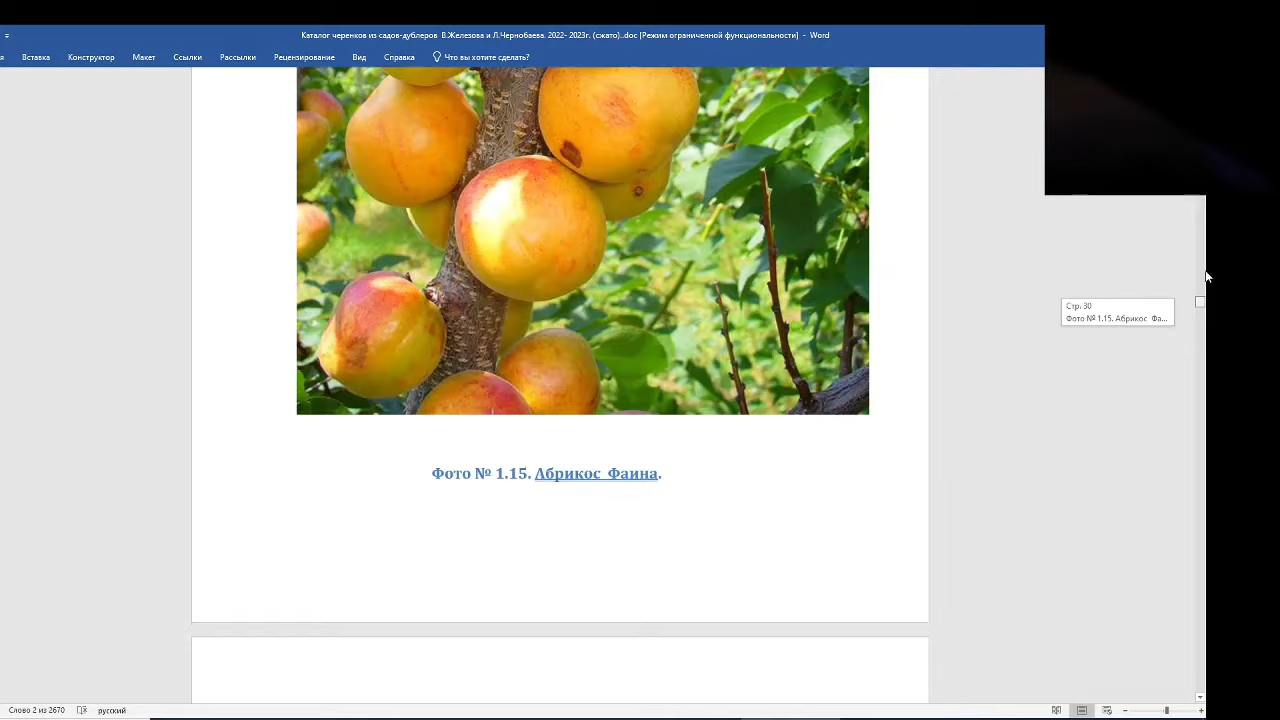 Каталог черенков из садов-дублеров В.Железова и Л.Чернобаева. 2022- 2023г. (сжато)..doc [Режим ограниченной функциональности] - Word
я Вставка Конструктор Макет Ссылки Рассылки Рецензирование Вид Справка Что вы хотите сделать?
Стр. 30
Фото № 1.15. Абрикос Фа...
Фото № 1.15. Абрикос Фаина.
Слово 2 из 2670 русский